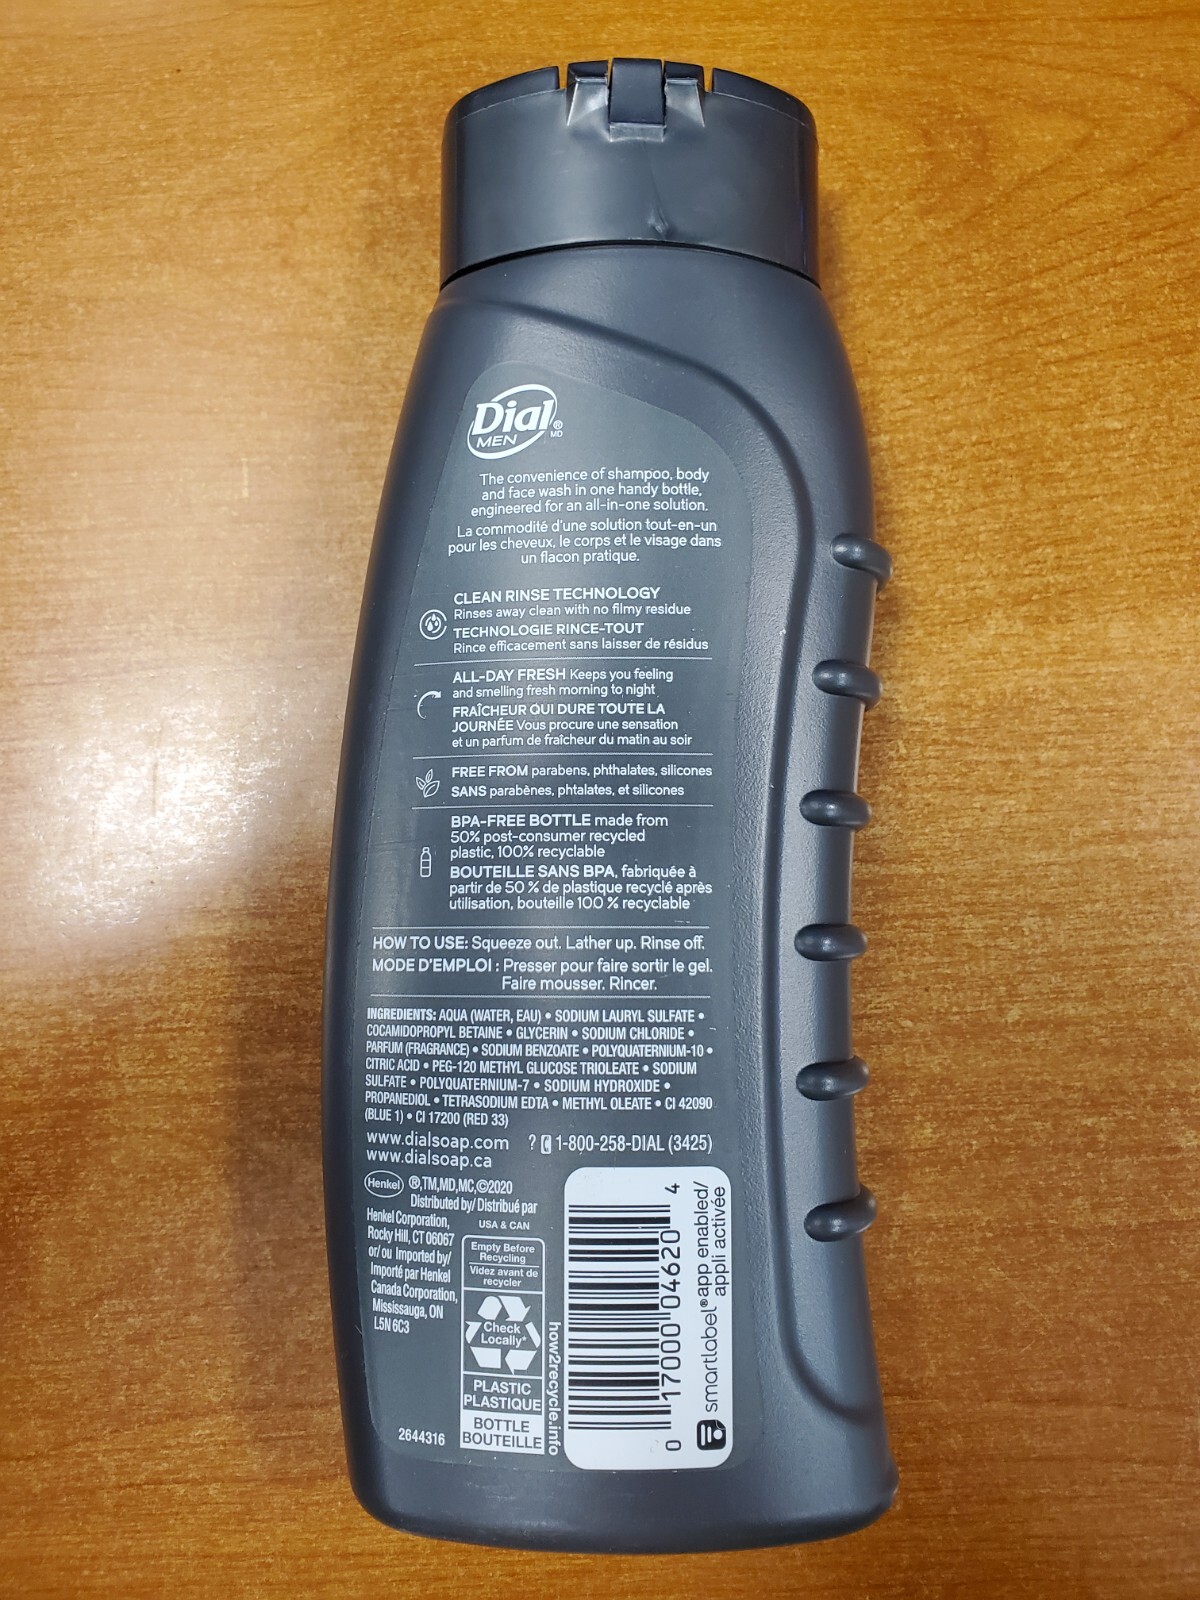 Dial®
MEN MD
The convenience of shampoo, body
and face wash in one handy bottle,
engineered for an all-in-one solution.
La commodité d'une solution tout-en-un
pour les cheveux, le corps et le visage dans
un flacon pratique.
CLEAN RINSE TECHNOLOGY
Rinses away clean with no filmy residue
TECHNOLOGIE RINCE-TOUT
Rince efficacement sans laisser de résidus
ALL-DAY FRESH Keeps you feeling
and smelling fresh morning to night
FRAÎCHEUR QUI DURE TOUTE LA
JOURNÉE Vous procure une sensation
et un parfum de fraîcheur du matin au soir
FREE FROM parabens, phthalates, silicones
SANS parabènes, phtalates, et silicones
BPA-FREE BOTTLE made from
50% post-consumer recycled
plastic, 100% recyclable
BOUTEILLE SANS BPA, fabriquée à
partir de 50 % de plastique recyclé après
utilisation, bouteille 100 % recyclable
HOW TO USE: Squeeze out. Lather up. Rinse off.
MODE D'EMPLOI : Presser pour faire sortir le gel.
Faire mousser. Rincer.
INGREDIENTS: AQUA (WATER, EAU) • SODIUM LAURYL SULFATE •
COCAMIDOPROPYL BETAINE • GLYCERIN • SODIUM CHLORIDE •
PARFUM (FRAGRANCE) • SODIUM BENZOATE • POLYQUATERNIUM-10 •
CITRIC ACID • PEG-120 METHYL GLUCOSE TRIOLEATE • SODIUM
SULFATE • POLYQUATERNIUM-7 • SODIUM HYDROXIDE •
PROPANEDIOL • TETRASODIUM EDTA • METHYL OLEATE • CI 42090
(BLUE 1) • CI 17200 (RED 33)
www.dialsoap.com ? 1-800-258-DIAL (3425)
www.dialsoap.ca
Henkel ®,TM,MD,MC,©2020
Distributed by/ Distribué par
Henkel Corporation,
Rocky Hill, CT 06067
or/ ou Imported by/
Importé par Henkel
Canada Corporation,
Mississauga, ON
L5N 6C3
USA & CAN
Empty Before
Recycling
Videz avant de
recycler
Check
Locally*
PLASTIC
PLASTIQUE
BOTTLE
BOUTEILLE
how2recycle.info
2644316
0 17000 04620 4
smartlabel® app enabled/
appli activée